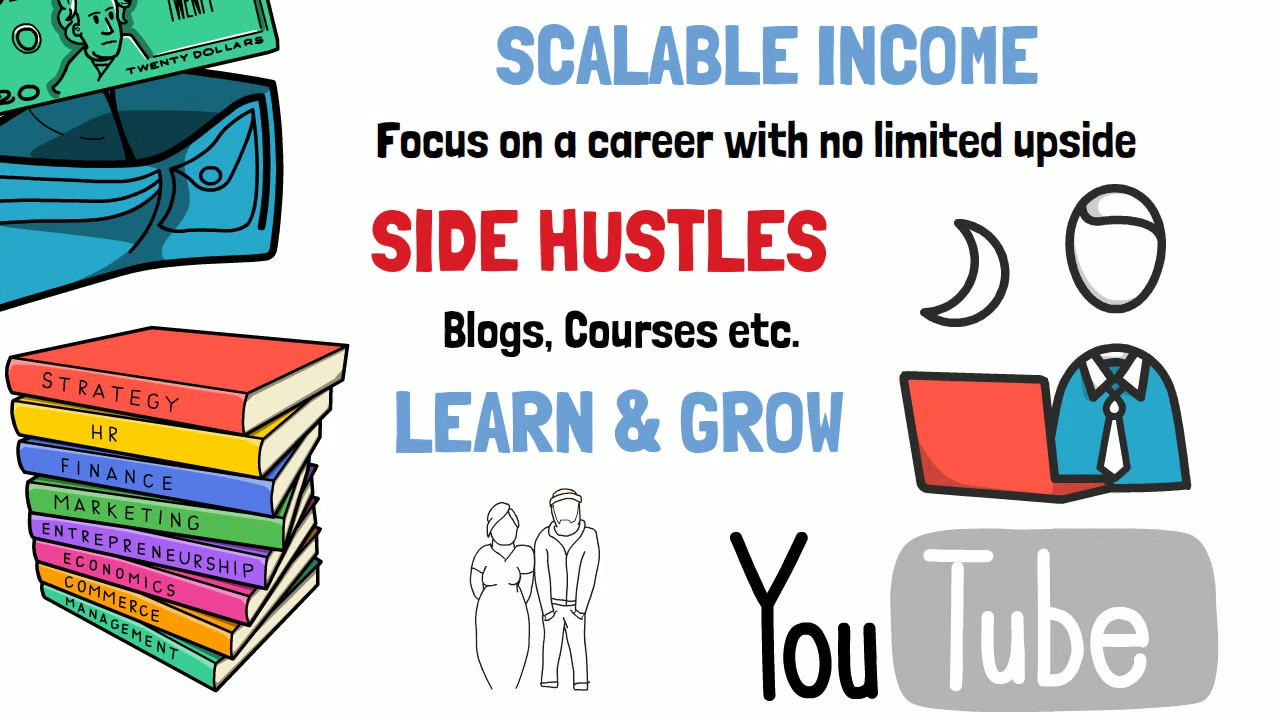 TWENTY
TWENTY DOLLARS
20
SCALABLE INCOME
Focus on a career with no limited upside
SIDE HUSTLES
Blogs, Courses etc.
LEARN & GROW
STRATEGY
HR
FINANCE
MARKETING
ENTREPRENEURSHIP
ECONOMICS
COMMERCE
MANAGEMENT
YouTube